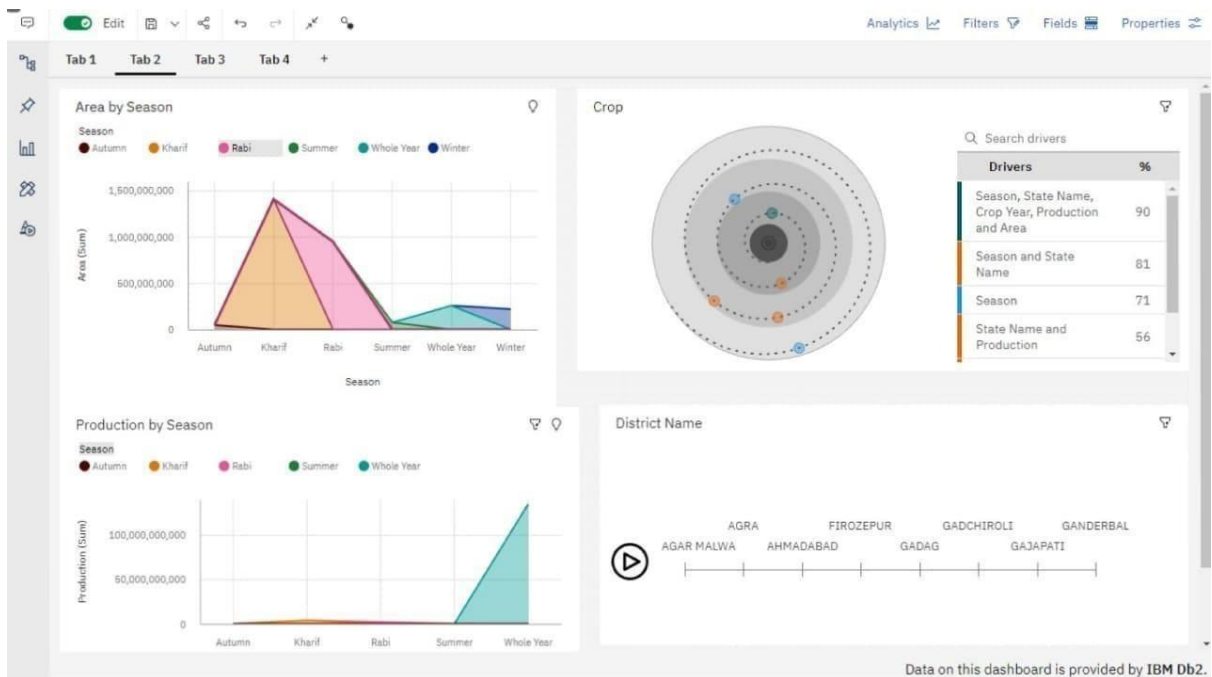 Edit
Analytics Filters Fields Properties
Tab 1 Tab 2 Tab 3 Tab 4 +
Area by Season
Season
Autumn Kharif Rabi Summer Whole Year Winter
Area (Sum)
1,500,000,000
1,000,000,000
500,000,000
0
Autumn Kharif Rabi Summer Whole Year Winter
Season
Crop
Search drivers
Drivers %
Season, State Name,
Crop Year, Production 90
and Area
Season and State
Name 81
Season 71
State Name and
Production 56
Production by Season
Season
Autumn Kharif Rabi Summer Whole Year
Production (Sum)
100,000,000,000
50,000,000,000
0
Autumn Kharif Rabi Summer Whole Year
District Name
AGRA FIROZEPUR GADCHIROLI GANDERBAL
AGAR MALWA AHMADABAD GADAG GAJAPATI
Data on this dashboard is provided by IBM Db2.